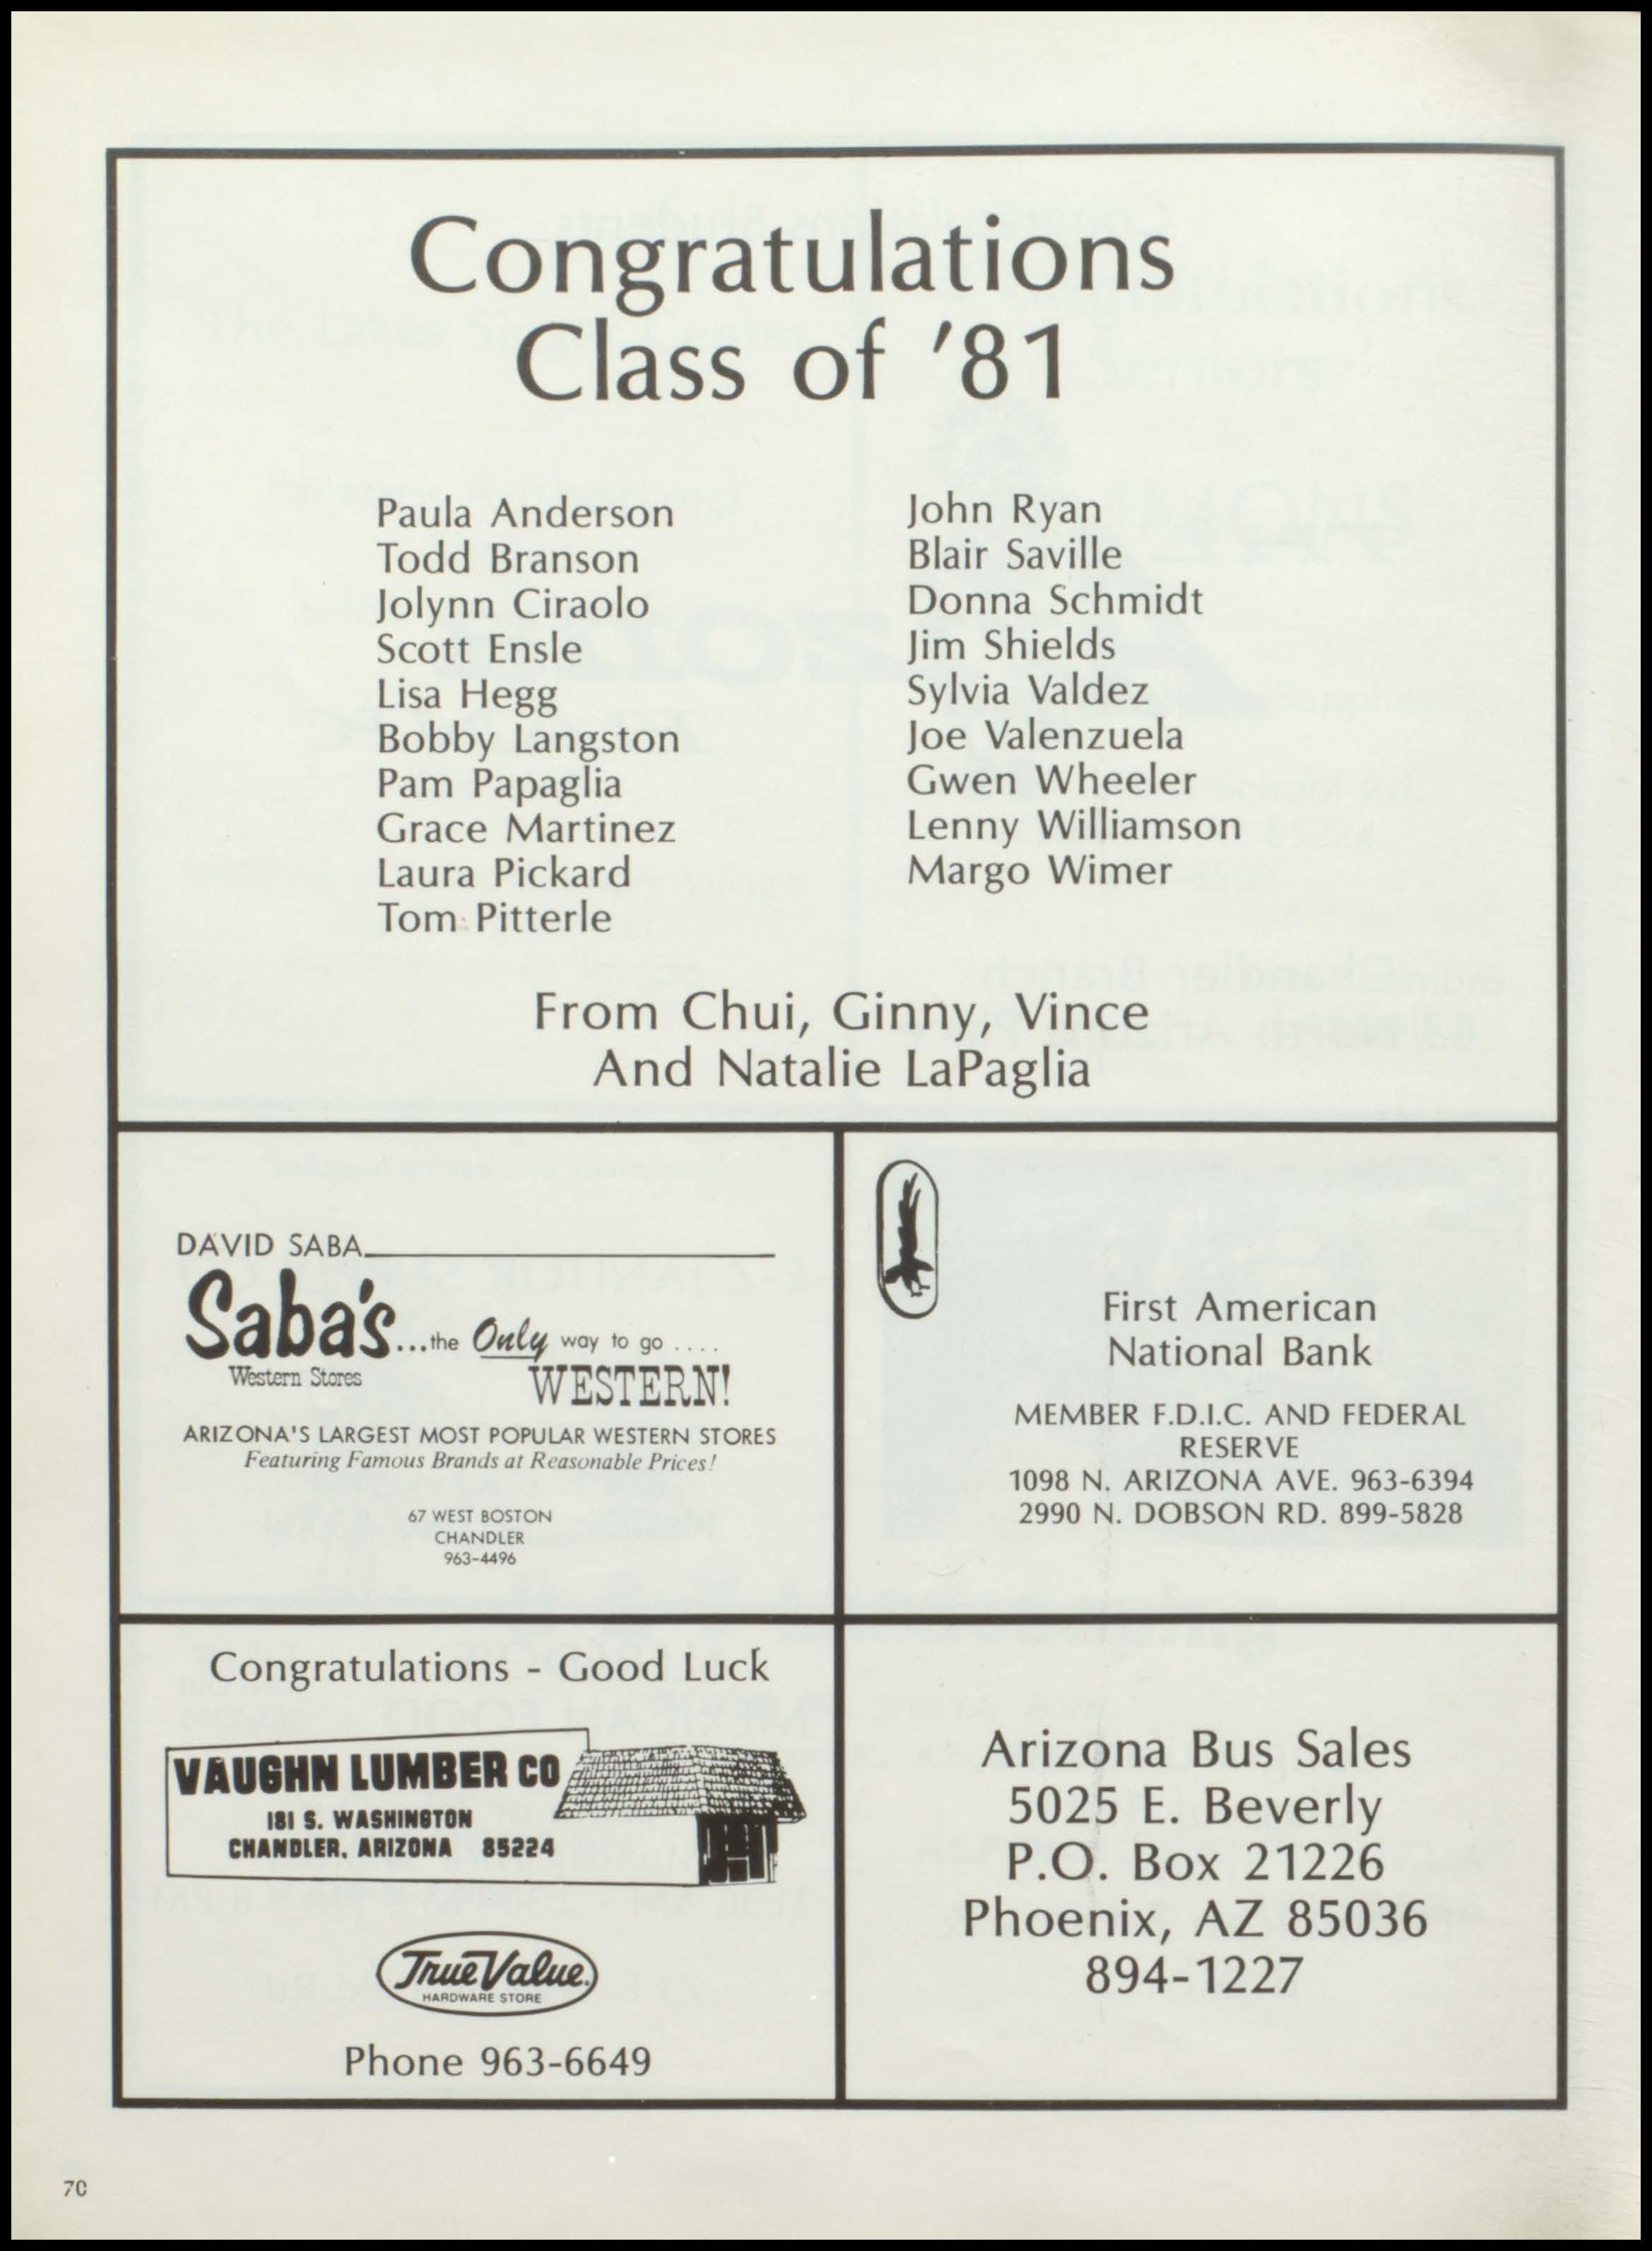 Congratulations
Class of '81
Paula Anderson
Todd Branson
Jolynn Ciraolo
Scott Ensle
Lisa Hegg
Bobby Langston
Pam Papaglia
Grace Martinez
Laura Pickard
Tom Pitterle
John Ryan
Blair Saville
Donna Schmidt
Jim Shields
Sylvia Valdez
Joe Valenzuela
Gwen Wheeler
Lenny Williamson
Margo Wimer
From Chui, Ginny, Vince
And Natalie LaPaglia
DAVID SABA
Saba's...the Only way to go ....
Western Stores WESTERN!
ARIZONA'S LARGEST MOST POPULAR WESTERN STORES
Featuring Famous Brands at Reasonable Prices!
67 WEST BOSTON
CHANDLER
963-4496
First American
National Bank
MEMBER F.D.I.C. AND FEDERAL
RESERVE
1098 N. ARIZONA AVE. 963-6394
2990 N. DOBSON RD. 899-5828
Congratulations - Good Luck
VAUGHN LUMBER CO
181 S. WASHINGTON
CHANDLER, ARIZONA 85224
True Value
HARDWARE STORE
Phone 963-6649
Arizona Bus Sales
5025 E. Beverly
P.O. Box 21226
Phoenix, AZ 85036
894-1227
70